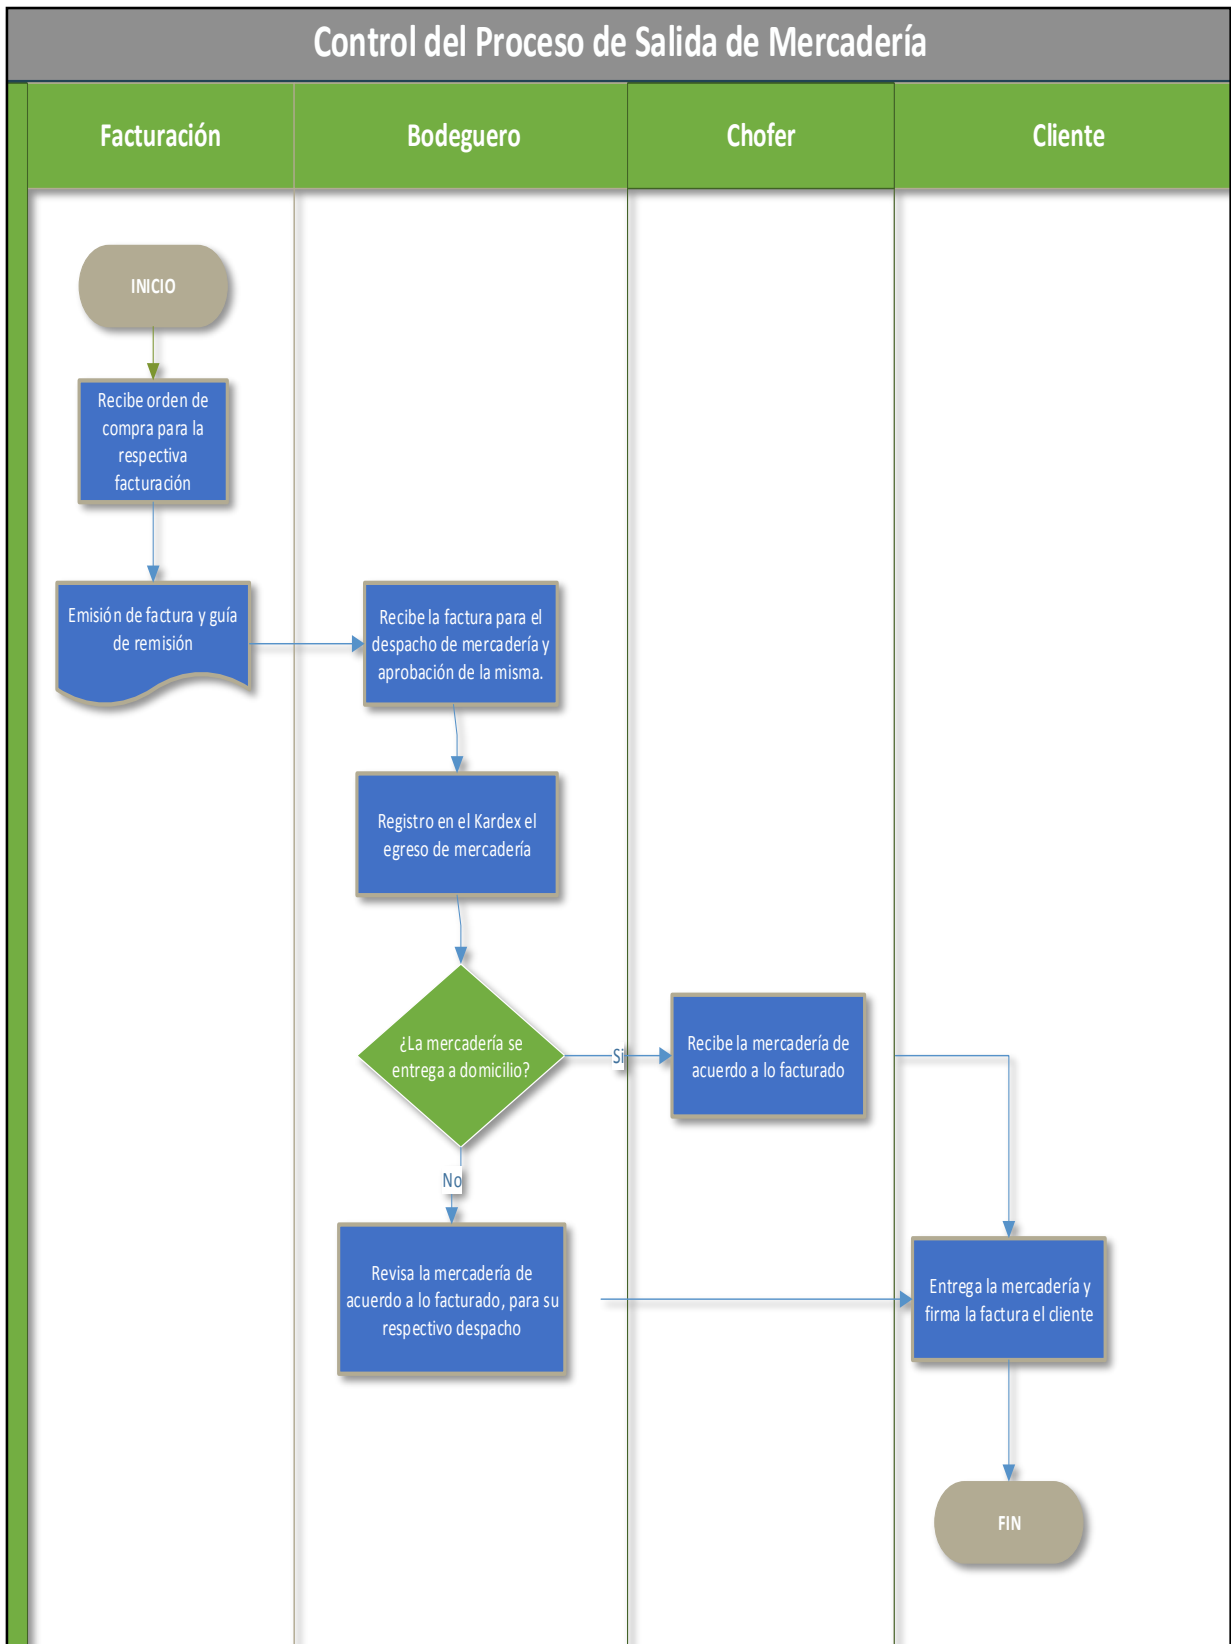 Control del Proceso de Salida de Mercadería
Facturación
Bodeguero
Chofer
Cliente
INICIO
Recibe orden de
compra para la
respectiva
facturación
Emisión de factura y guía
de remisión
Recibe la factura para el
despacho de mercadería y
aprobación de la misma.
Registro en el Kardex el
egreso de mercadería
¿La mercadería se
entrega a domicilio?
Si
Recibe la mercadería de
acuerdo a lo facturado
No
Revisa la mercadería de
acuerdo a lo facturado, para su
respectivo despacho
Entrega la mercadería y
firma la factura el cliente
FIN